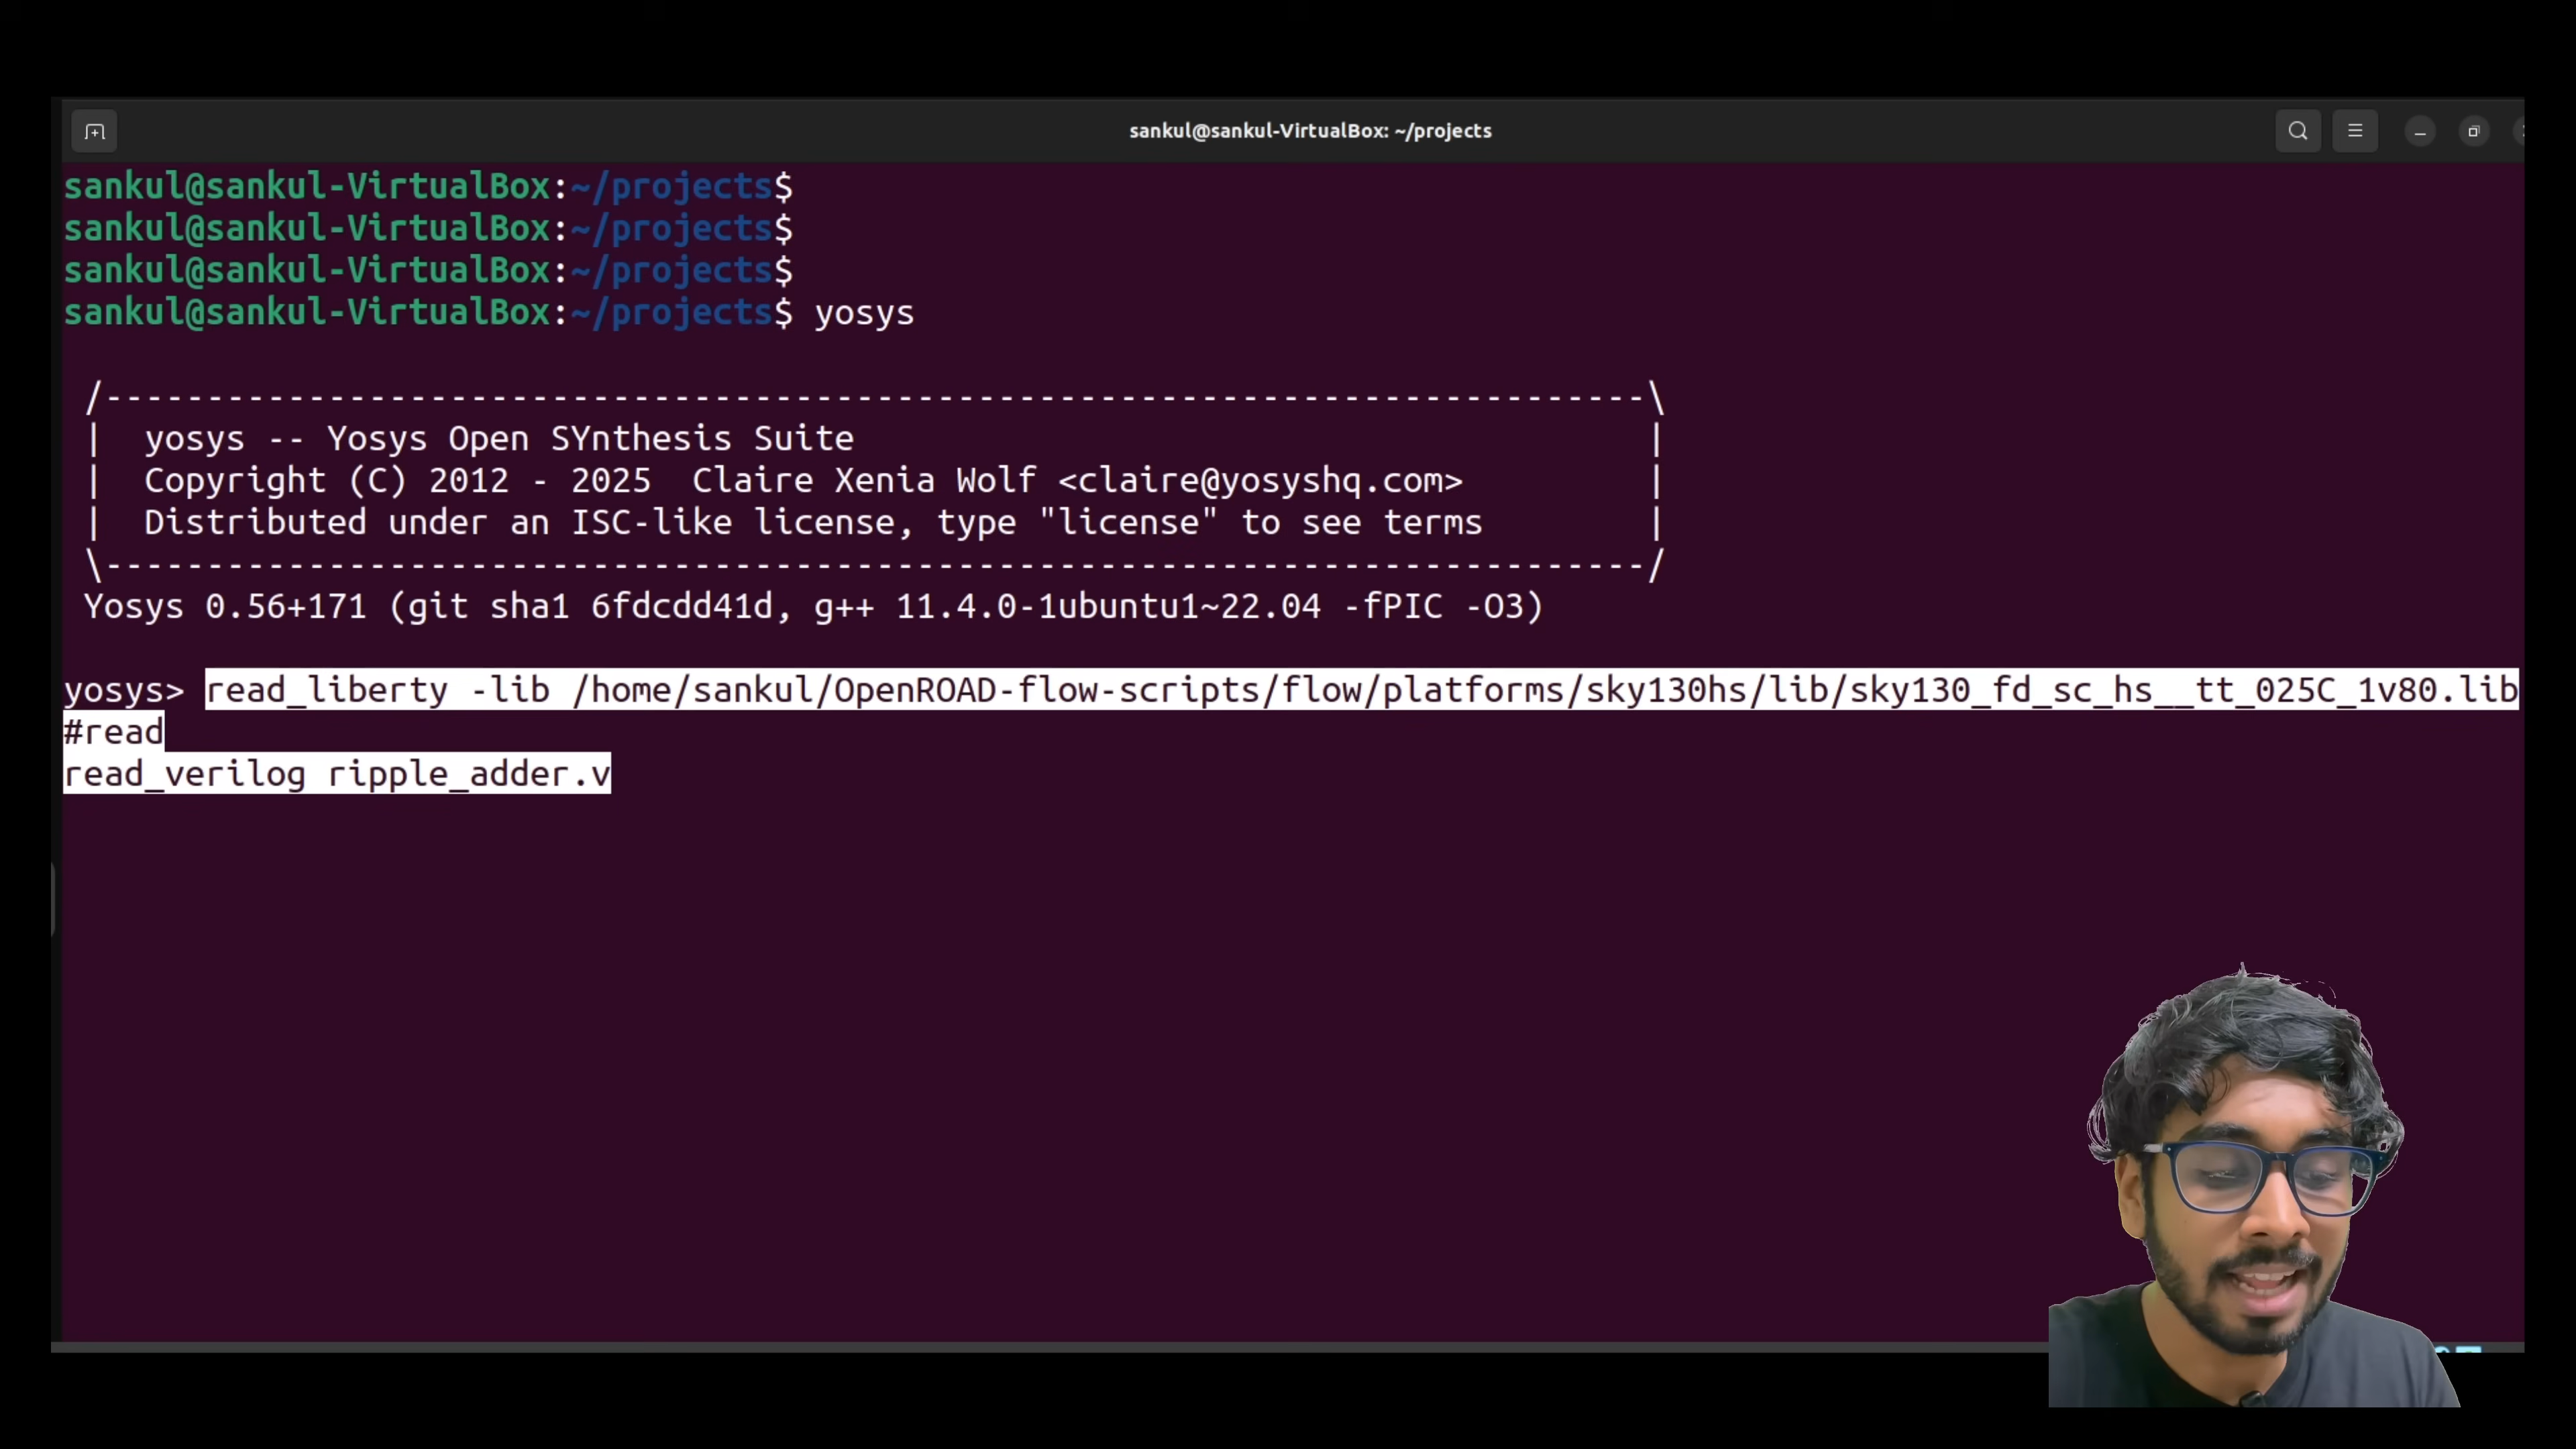 sankul@sankul-VirtualBox: ~/projects
sankul@sankul-VirtualBox:~/projects$
sankul@sankul-VirtualBox:~/projects$
sankul@sankul-VirtualBox:~/projects$
sankul@sankul-VirtualBox:~/projects$ yosys
/----------------------------------------------------------------------------\
|  yosys -- Yosys Open SYnthesis Suite                                       |
|  Copyright (C) 2012 - 2025  Claire Xenia Wolf <claire@yosyshq.com>         |
|  Distributed under an ISC-like license, type "license" to see terms        |
\----------------------------------------------------------------------------/
Yosys 0.56+171 (git sha1 6fdcdd41d, g++ 11.4.0-1ubuntu1~22.04 -fPIC -O3)
yosys> read_liberty -lib /home/sankul/OpenROAD-flow-scripts/flow/platforms/sky130hs/lib/sky130_fd_sc_hs__tt_025C_1v80.lib
#read
read_verilog ripple_adder.v